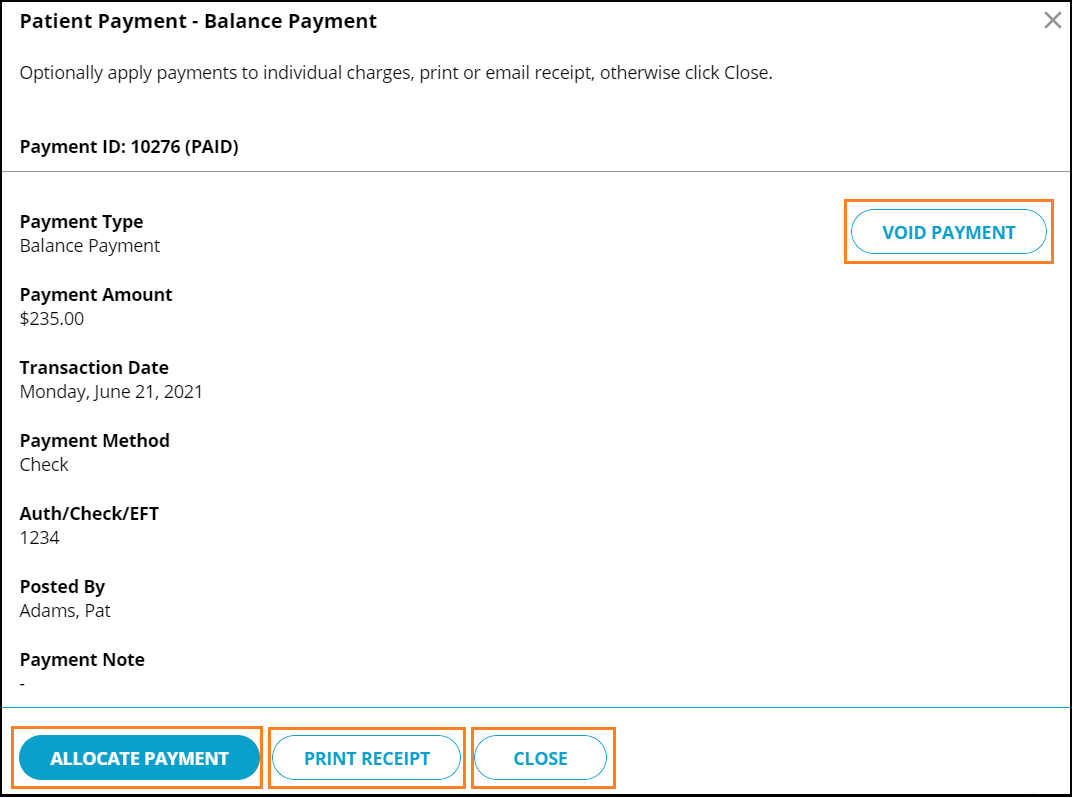 Patient Payment - Balance Payment
Optionally apply payments to individual charges, print or email receipt, otherwise click Close.
Payment ID: 10276 (PAID)
Payment Type
Balance Payment
VOID PAYMENT
Payment Amount
$235.00
Transaction Date
Monday, June 21, 2021
Payment Method
Check
Auth/Check/EFT
1234
Posted By
Adams, Pat
Payment Note
-
ALLOCATE PAYMENT PRINT RECEIPT CLOSE